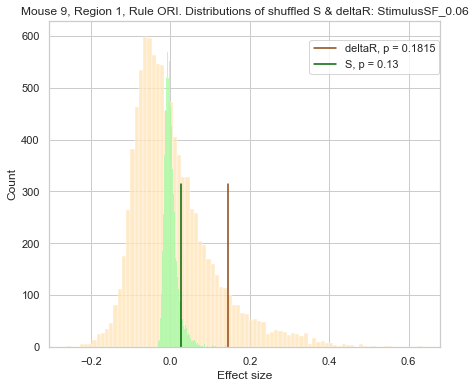 Mouse 9, Region 1, Rule ORI. Distributions of shuffled S & deltaR: StimulusSF_0.06
deltaR, p = 0.1815
S, p = 0.13
600
500
400
300
200
100
0
Count
−0.2 0.0 0.2 0.4 0.6
Effect size